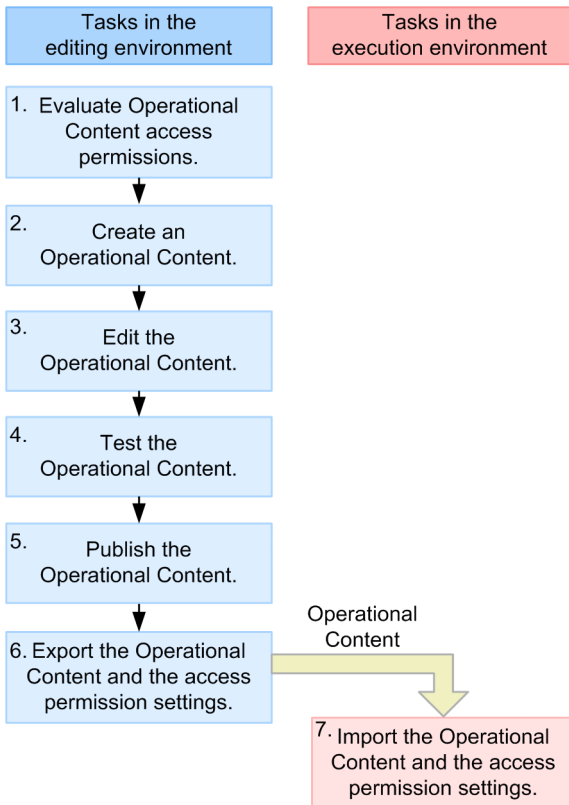 Tasks in the
editing environment
Tasks in the
execution environment
1. Evaluate Operational
Content access
permissions.
2.
Create an
Operational Content.
3.
Edit the
Operational Content.
4.
Test the
Operational Content.
5.
Publish the
Operational Content.
6. Export the Operational
Content and the access
permission settings.
Operational
Content
7. Import the Operational
Content and the access
permission settings.